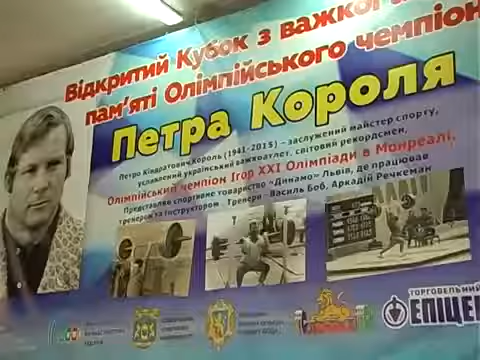 Відкритий Кубок з важкої
пам'яті Олімпійського чемпіон
Петра Короля
Петро Кіндратович Король (1941-2015) – заслужений майстер спорту,
уславлений український важкоатлет, світовий рекордсмен,
Олімпійський чемпіон Ігор XXI Олімпіади в Монреалі,
Представляв спортивне товариство «Динамо» Львів, де працював
тренером та інструктором Тренери – Василь Боб, Аркадій Речкеман
ТОРГОВЕЛЬНИЙ
ЕПІЦЕ